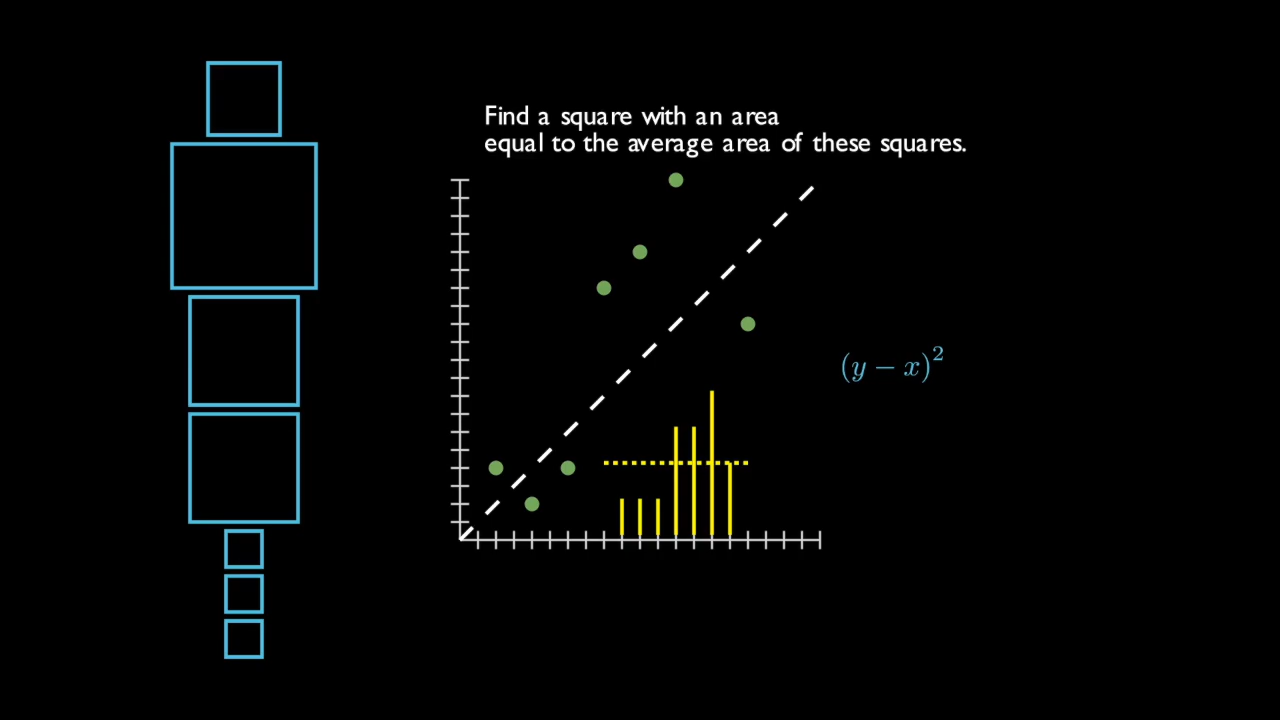 Find a square with an area
equal to the average area of these squares.
(y − x)²